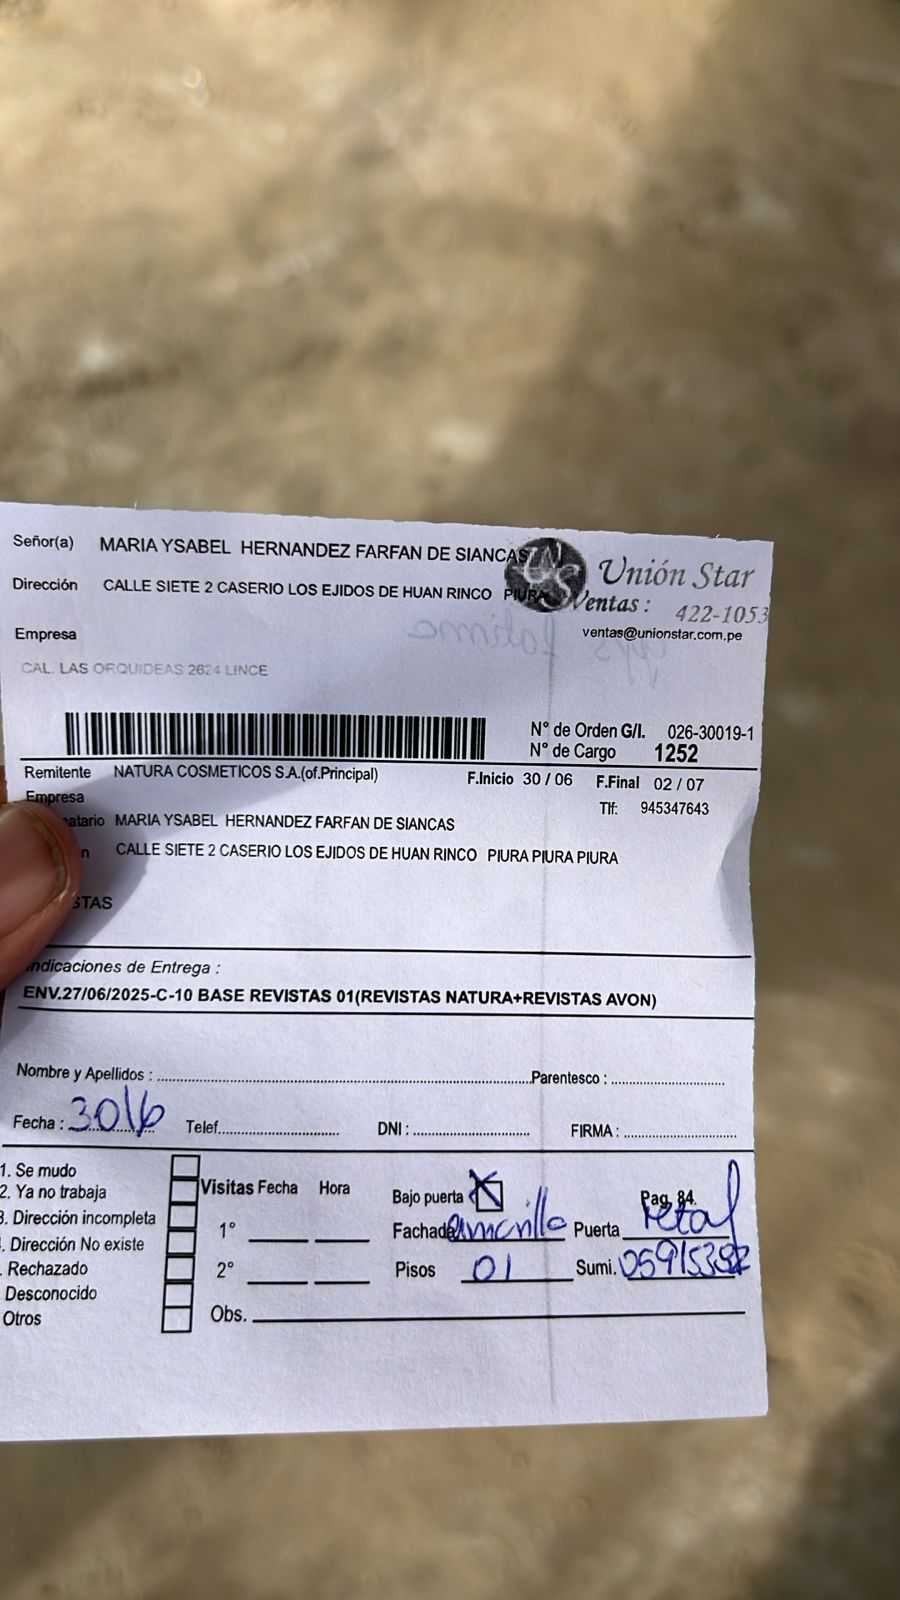 Señor(a) MARIA YSABEL HERNANDEZ FARFAN DE SIANCAS
Unión Star
Dirección CALLE SIETE 2 CASERIO LOS EJIDOS DE HUAN RINCO PIURA
Ventas : 422-1053
Empresa
ventas@unionstar.com.pe
CAL. LAS ORQUIDEAS 2624 LINCE
N° de Orden G/I. 026-30019-1
N° de Cargo 1252
Remitente NATURA COSMETICOS S.A.(of.Principal) F.Inicio 30 / 06 F.Final 02 / 07
Empresa
Tlf: 945347643
atario MARIA YSABEL HERNANDEZ FARFAN DE SIANCAS
n CALLE SIETE 2 CASERIO LOS EJIDOS DE HUAN RINCO PIURA PIURA PIURA
STAS
Indicaciones de Entrega :
ENV.27/06/2025-C-10 BASE REVISTAS 01(REVISTAS NATURA+REVISTAS AVON)
Nombre y Apellidos : Parentesco :
Fecha : 30/6 Telef. DNI : FIRMA :
1. Se mudo
2. Ya no trabaja
3. Dirección incompleta
. Dirección No existe
. Rechazado
Desconocido
Otros
Visitas Fecha Hora
1°
2°
Bajo puerta X
Pag. 84.
Fachada amarilla Puerta
Pisos 01 Sumi.
Obs.